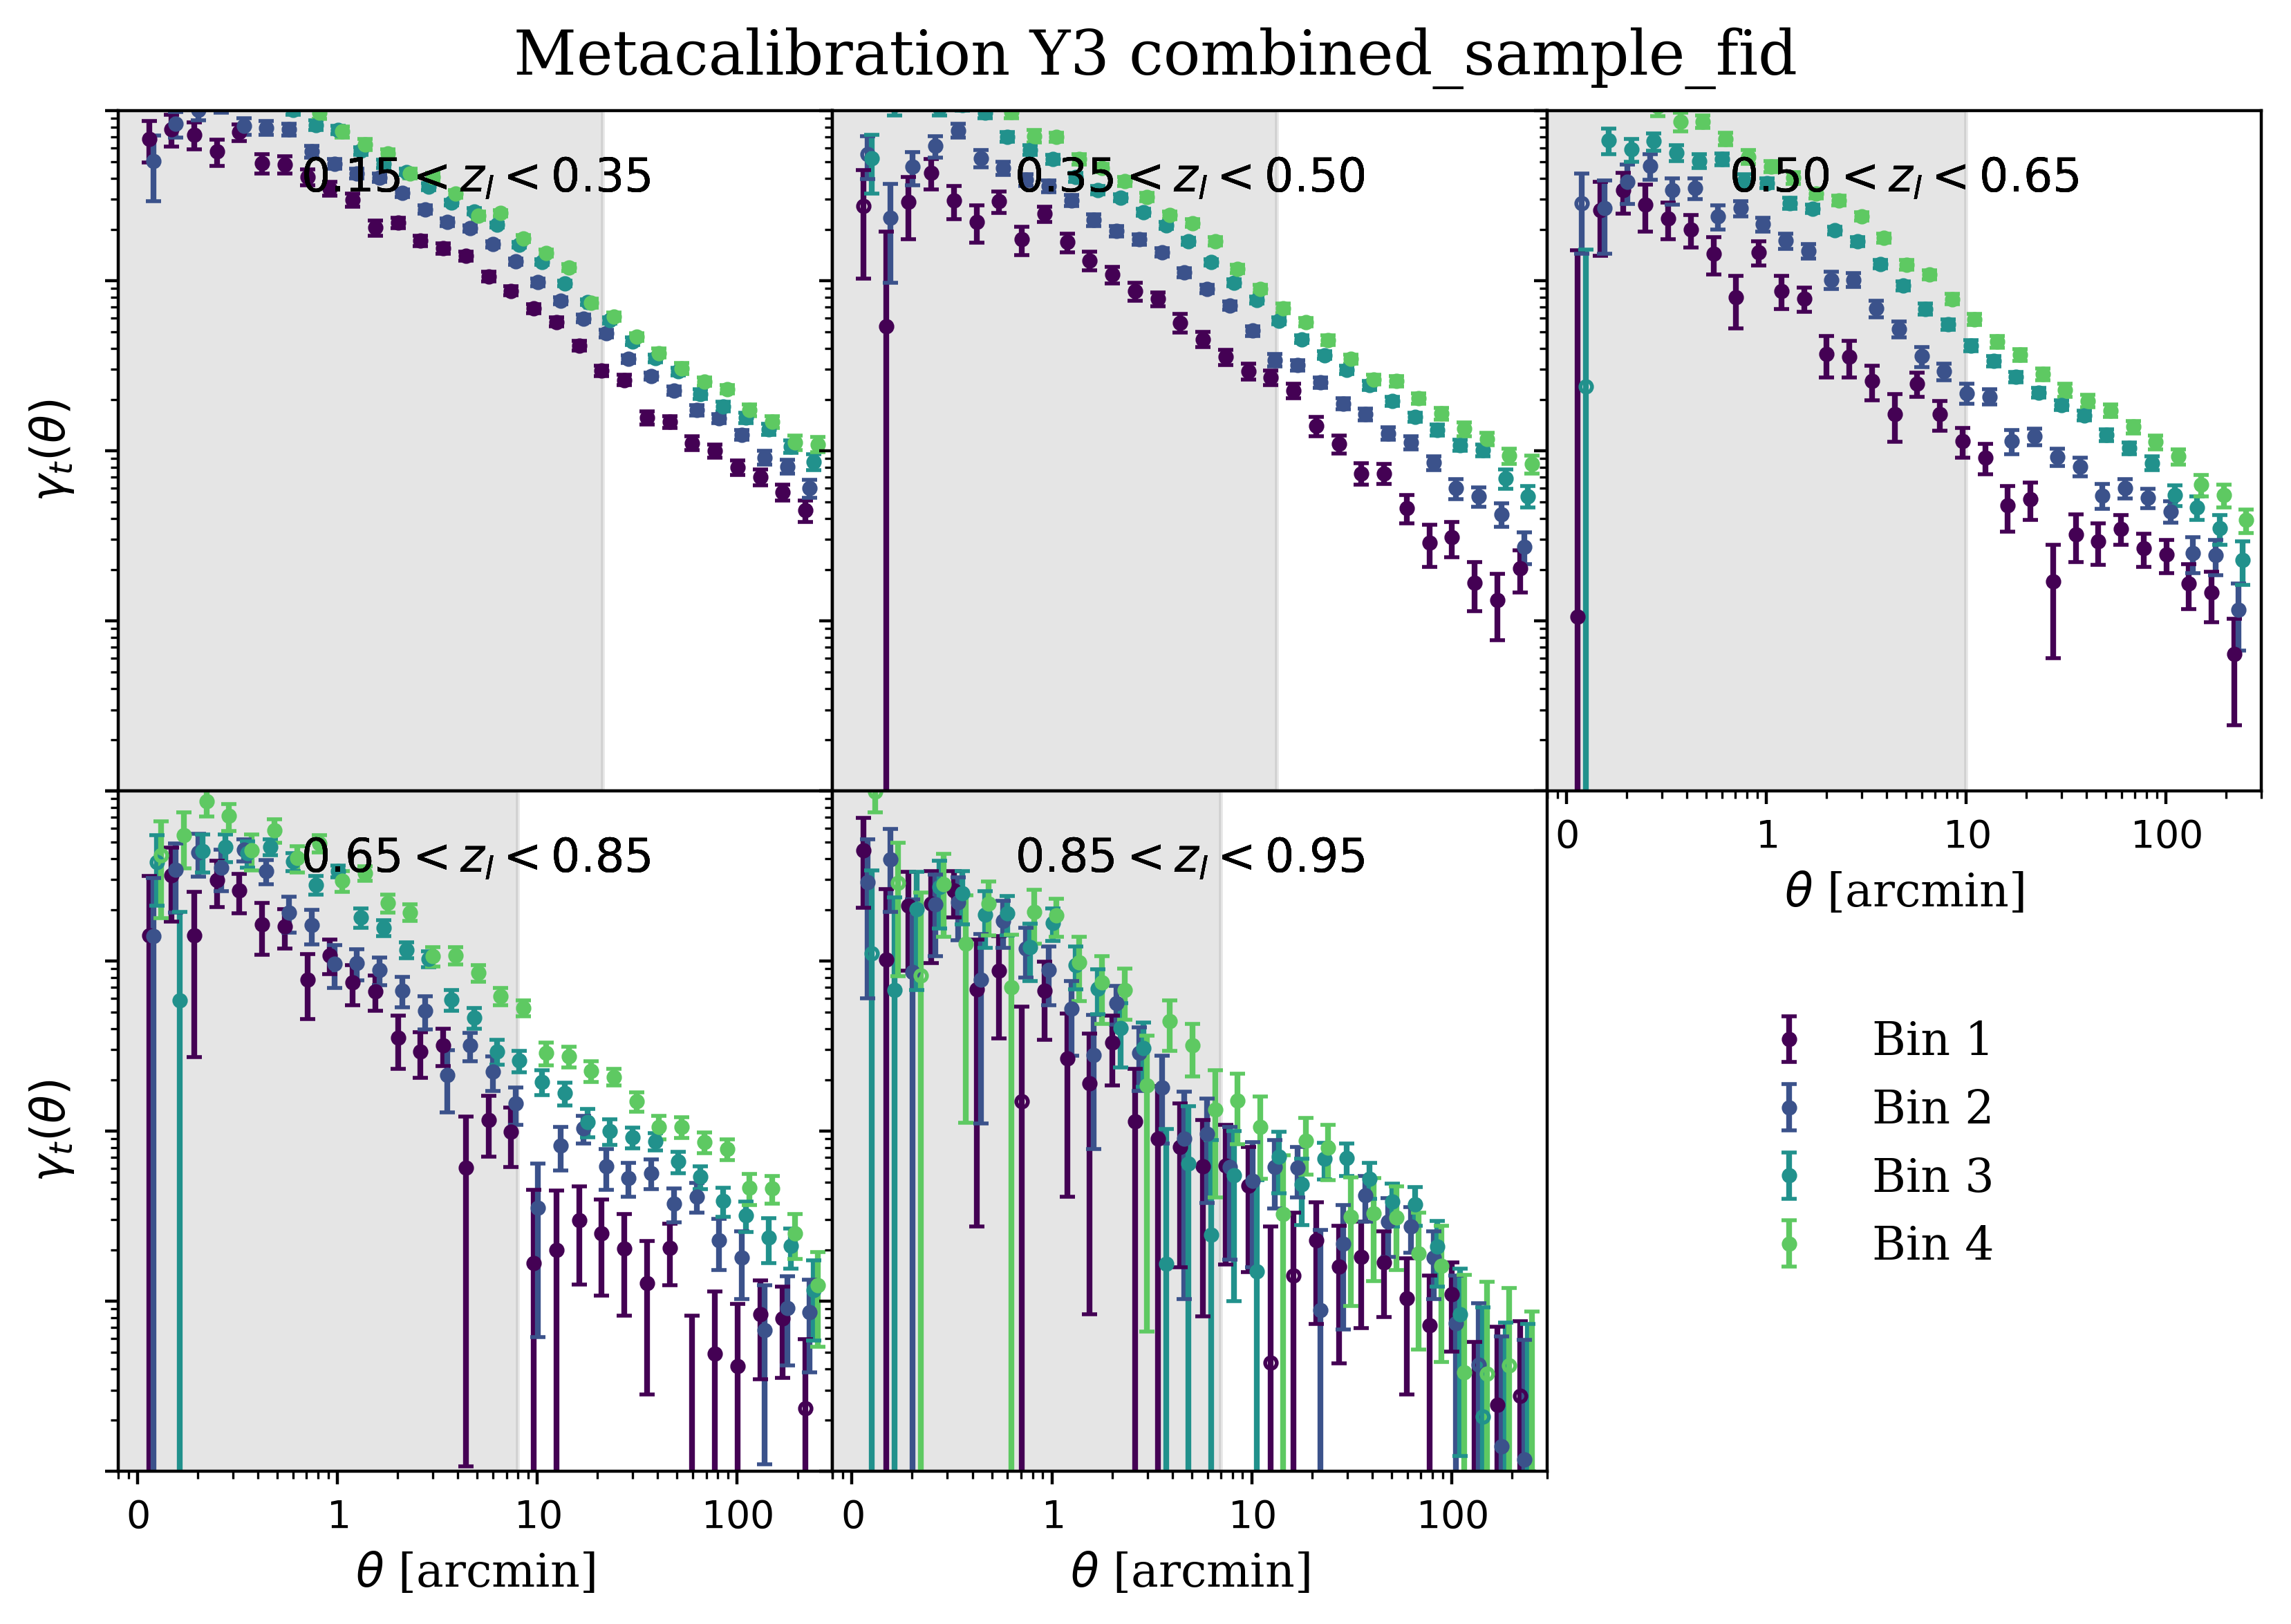 Metacalibration Y3 combined_sample_fid
0.15 < z_l < 0.35
0.35 < z_l < 0.50
0.50 < z_l < 0.65
γ_t(θ)
0 1 10 100
θ [arcmin]
0.65 < z_l < 0.85
0.85 < z_l < 0.95
γ_t(θ)
Bin 1
Bin 2
Bin 3
Bin 4
0 1 10 100
0 1 10 100
θ [arcmin]
θ [arcmin]